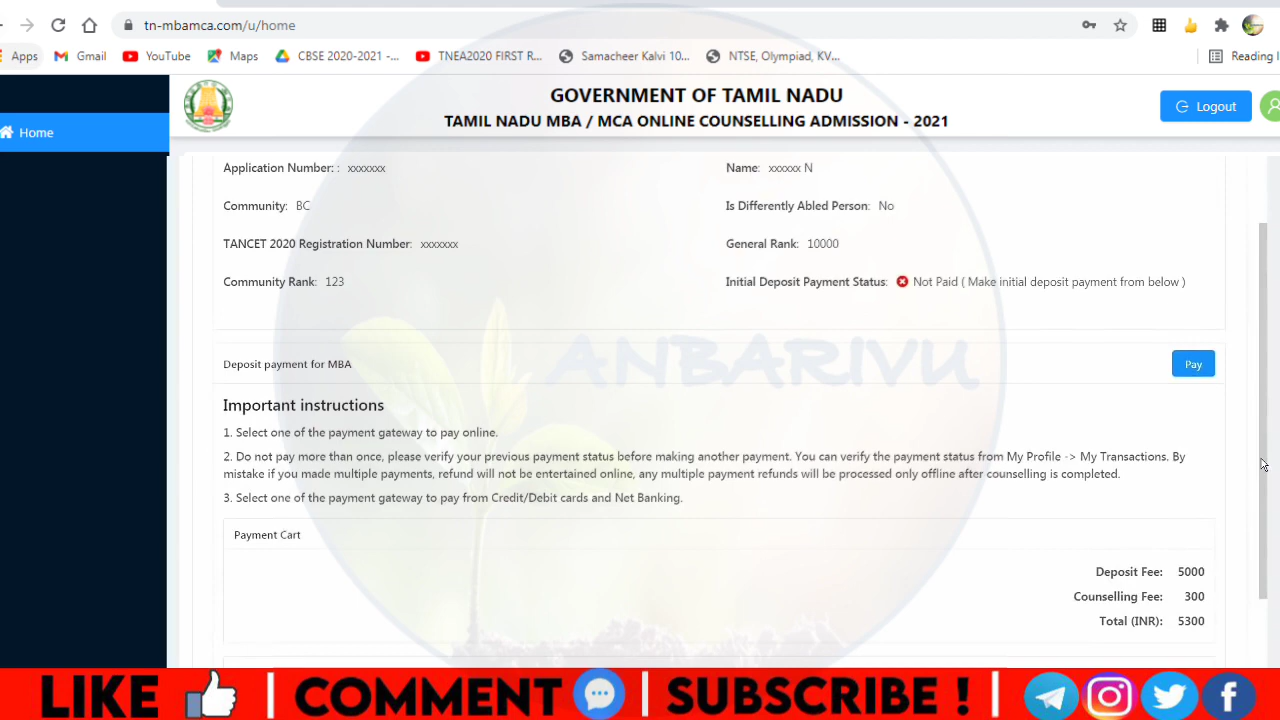 tn-mbamca.com/u/home
Apps Gmail YouTube Maps CBSE 2020-2021 -... TNEA2020 FIRST R... Samacheer Kalvi 10... NTSE, Olympiad, KV... Reading l
GOVERNMENT OF TAMIL NADU
TAMIL NADU MBA / MCA ONLINE COUNSELLING ADMISSION - 2021
Logout
Home
Application Number: : xxxxxxx Name: xxxxxx N
Community: BC Is Differently Abled Person: No
TANCET 2020 Registration Number: xxxxxxx General Rank: 10000
Community Rank: 123 Initial Deposit Payment Status: Not Paid ( Make initial deposit payment from below )
Deposit payment for MBA Pay
ANBARIVU
Important instructions
1. Select one of the payment gateway to pay online.
2. Do not pay more than once, please verify your previous payment status before making another payment. You can verify the payment status from My Profile -> My Transactions. By
mistake if you made multiple payments, refund will not be entertained online, any multiple payment refunds will be processed only offline after counselling is completed.
3. Select one of the payment gateway to pay from Credit/Debit cards and Net Banking.
Payment Cart
Deposit Fee: 5000
Counselling Fee: 300
Total (INR): 5300
LIKE | COMMENT | SUBSCRIBE ! |